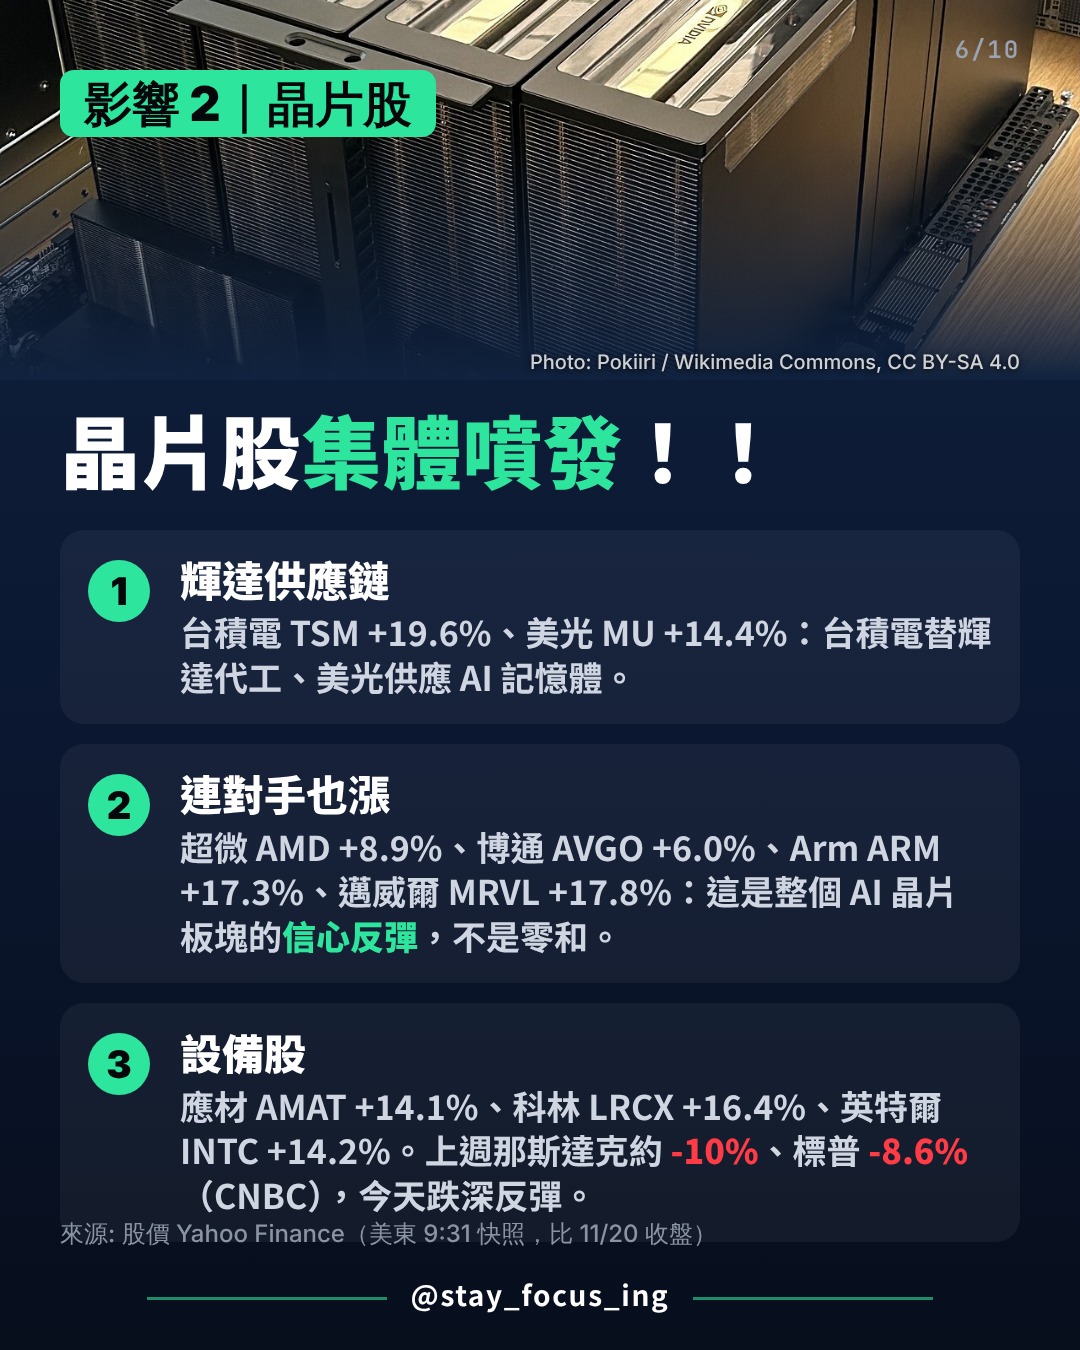 NVIDIA
6/10
影響 2｜晶片股
Photo: Pokiiri / Wikimedia Commons, CC BY-SA 4.0
晶片股集體噴發！！
1
輝達供應鏈
台積電 TSM +19.6%、美光 MU +14.4%：台積電替輝
達代工、美光供應 AI 記憶體。
2
連對手也漲
超微 AMD +8.9%、博通 AVGO +6.0%、Arm ARM
+17.3%、邁威爾 MRVL +17.8%：這是整個 AI 晶片
板塊的信心反彈，不是零和。
3
設備股
應材 AMAT +14.1%、科林 LRCX +16.4%、英特爾
INTC +14.2%。上週那斯達克約 -10%、標普 -8.6%
（CNBC），今天跌深反彈。
來源: 股價 Yahoo Finance（美東 9:31 快照，比 11/20 收盤）
@stay_focus_ing